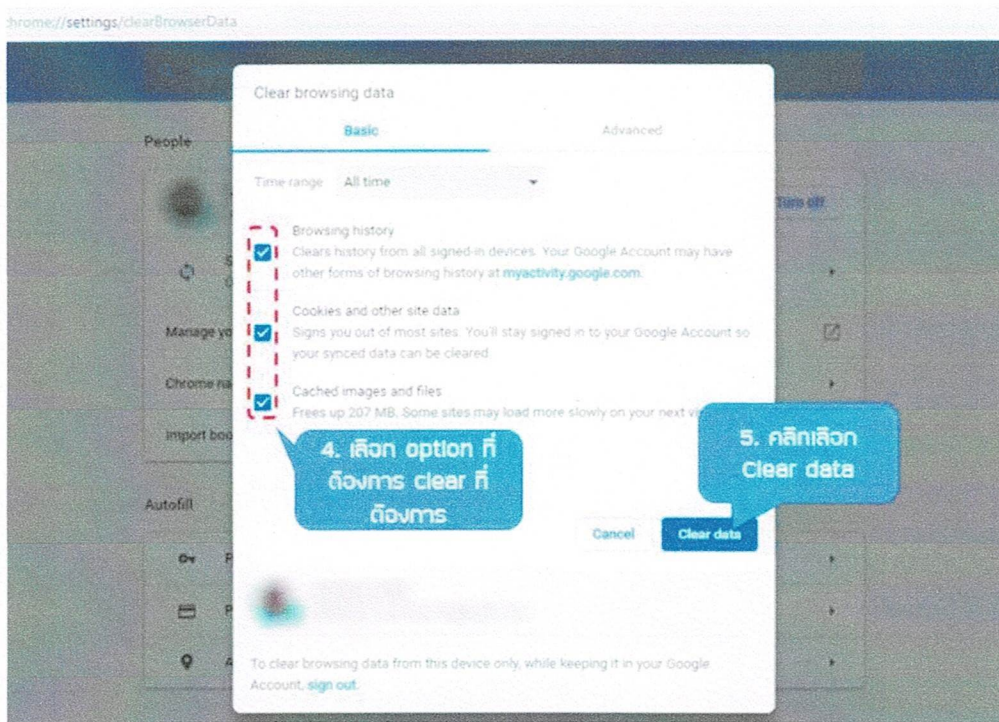 chrome://settings/clearBrowserData
Clear browsing data
Basic
Advanced
People
Time range
All time
Turn off
Browsing history
Clears history from all signed-in devices. Your Google Account may have
other forms of browsing history at myactivity.google.com.
Cookies and other site data
Signs you out of most sites. You'll stay signed in to your Google Account so
your synced data can be cleared
Manage yo
Chrome na
Cached images and files
Frees up 207 MB. Some sites may load more slowly on your next vi
Import boo
4. เลือก option ที่
ต้องการ clear ที่
ต้องการ
5. คลิกเลือก
Clear data
Autofill
Cancel
Clear data
P
P
A
To clear browsing data from this device only, while keeping it in your Google
Account, sign out.